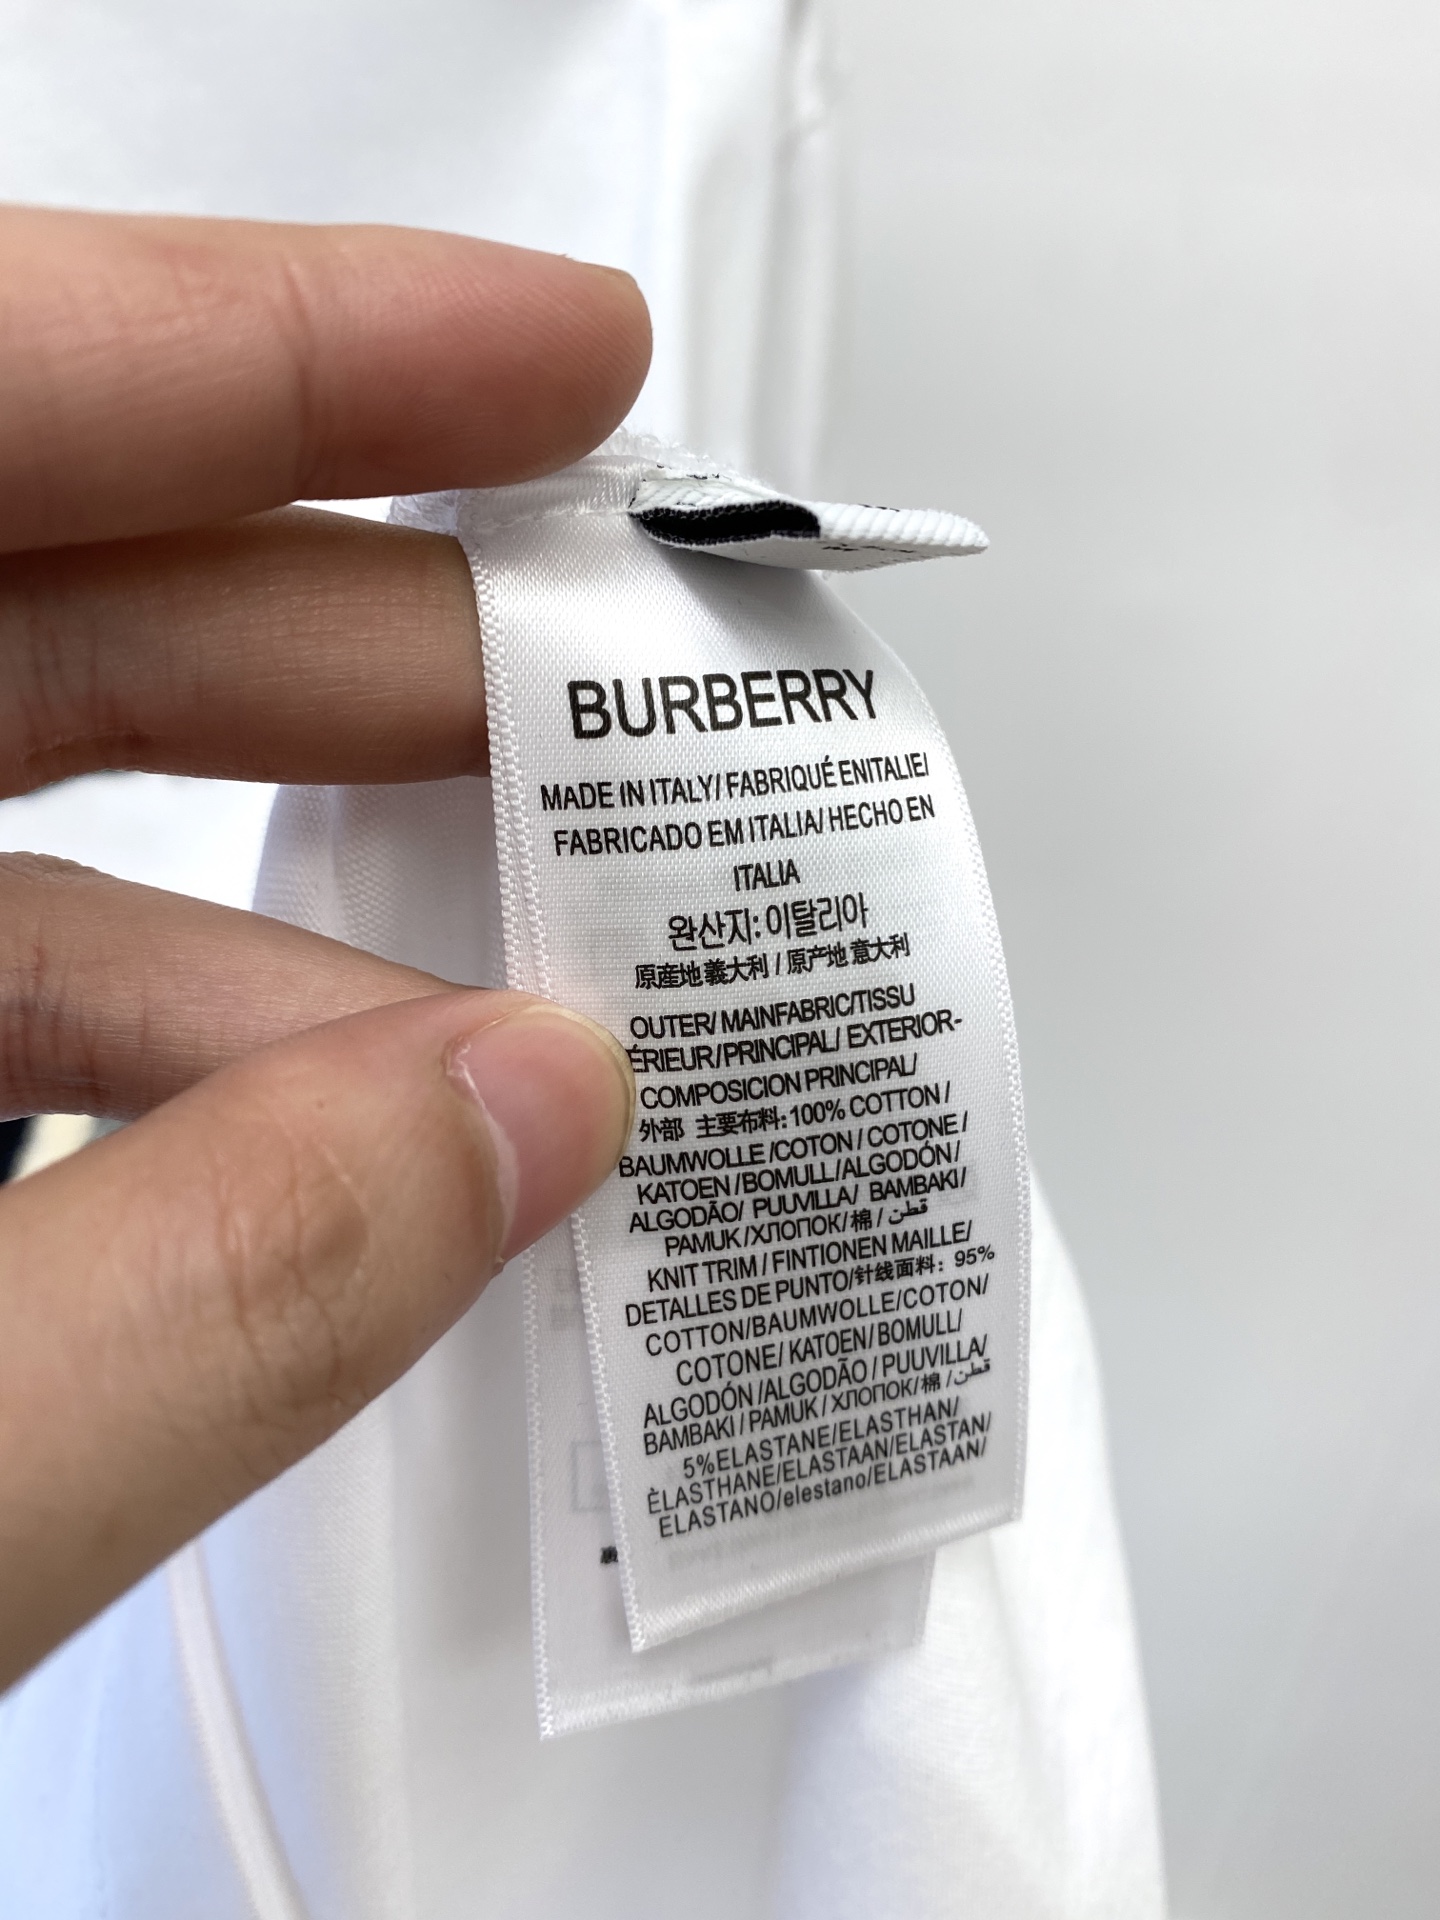 BURBERRY
MADE IN ITALY/ FABRIQUÉ ENITALIE/
FABRICADO EM ITALIA/ HECHO EN
ITALIA
완산지: 이탈리아
原産地 義大利 / 原产地 意大利
OUTER/ MAINFABRIC/TISSU
ÉRIEUR/PRINCIPAL/ EXTERIOR-
COMPOSICION PRINCIPAL/
外部 主要布料: 100% COTTON /
BAUMWOLLE /COTON / COTONE /
KATOEN /BOMULL/ALGODÓN/
ALGODÃO/ PUUVILLA/ BAMBAKI/
PAMUK /ХЛОПОК/ 棉 / قطن
KNIT TRIM / FINTIONEN MAILLE/
DETALLES DE PUNTO/针线面料: 95%
COTTON/BAUMWOLLE/COTON/
COTONE/ KATOEN/ BOMULL/
ALGODÓN /ALGODÃO / PUUVILLA/
BAMBAKI / PAMUK / ХЛОПОК/ 棉 / قطن
5%ELASTANE/ELASTHAN/
ÈLASTHANE/ELASTAAN/ELASTAN/
ELASTANO/elestano/ELASTAAN/